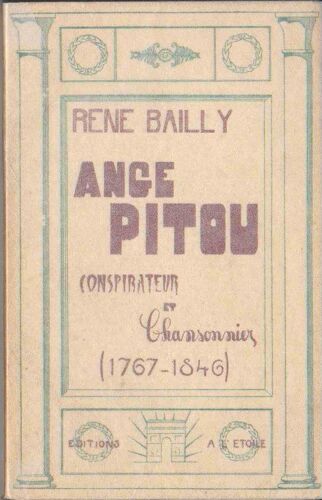 RENE BAILLY
ANGE
PITOU
CONSPIRATEUR
ET
Chansonnier
(1767-1846)
EDITIONS A L'ETOILE